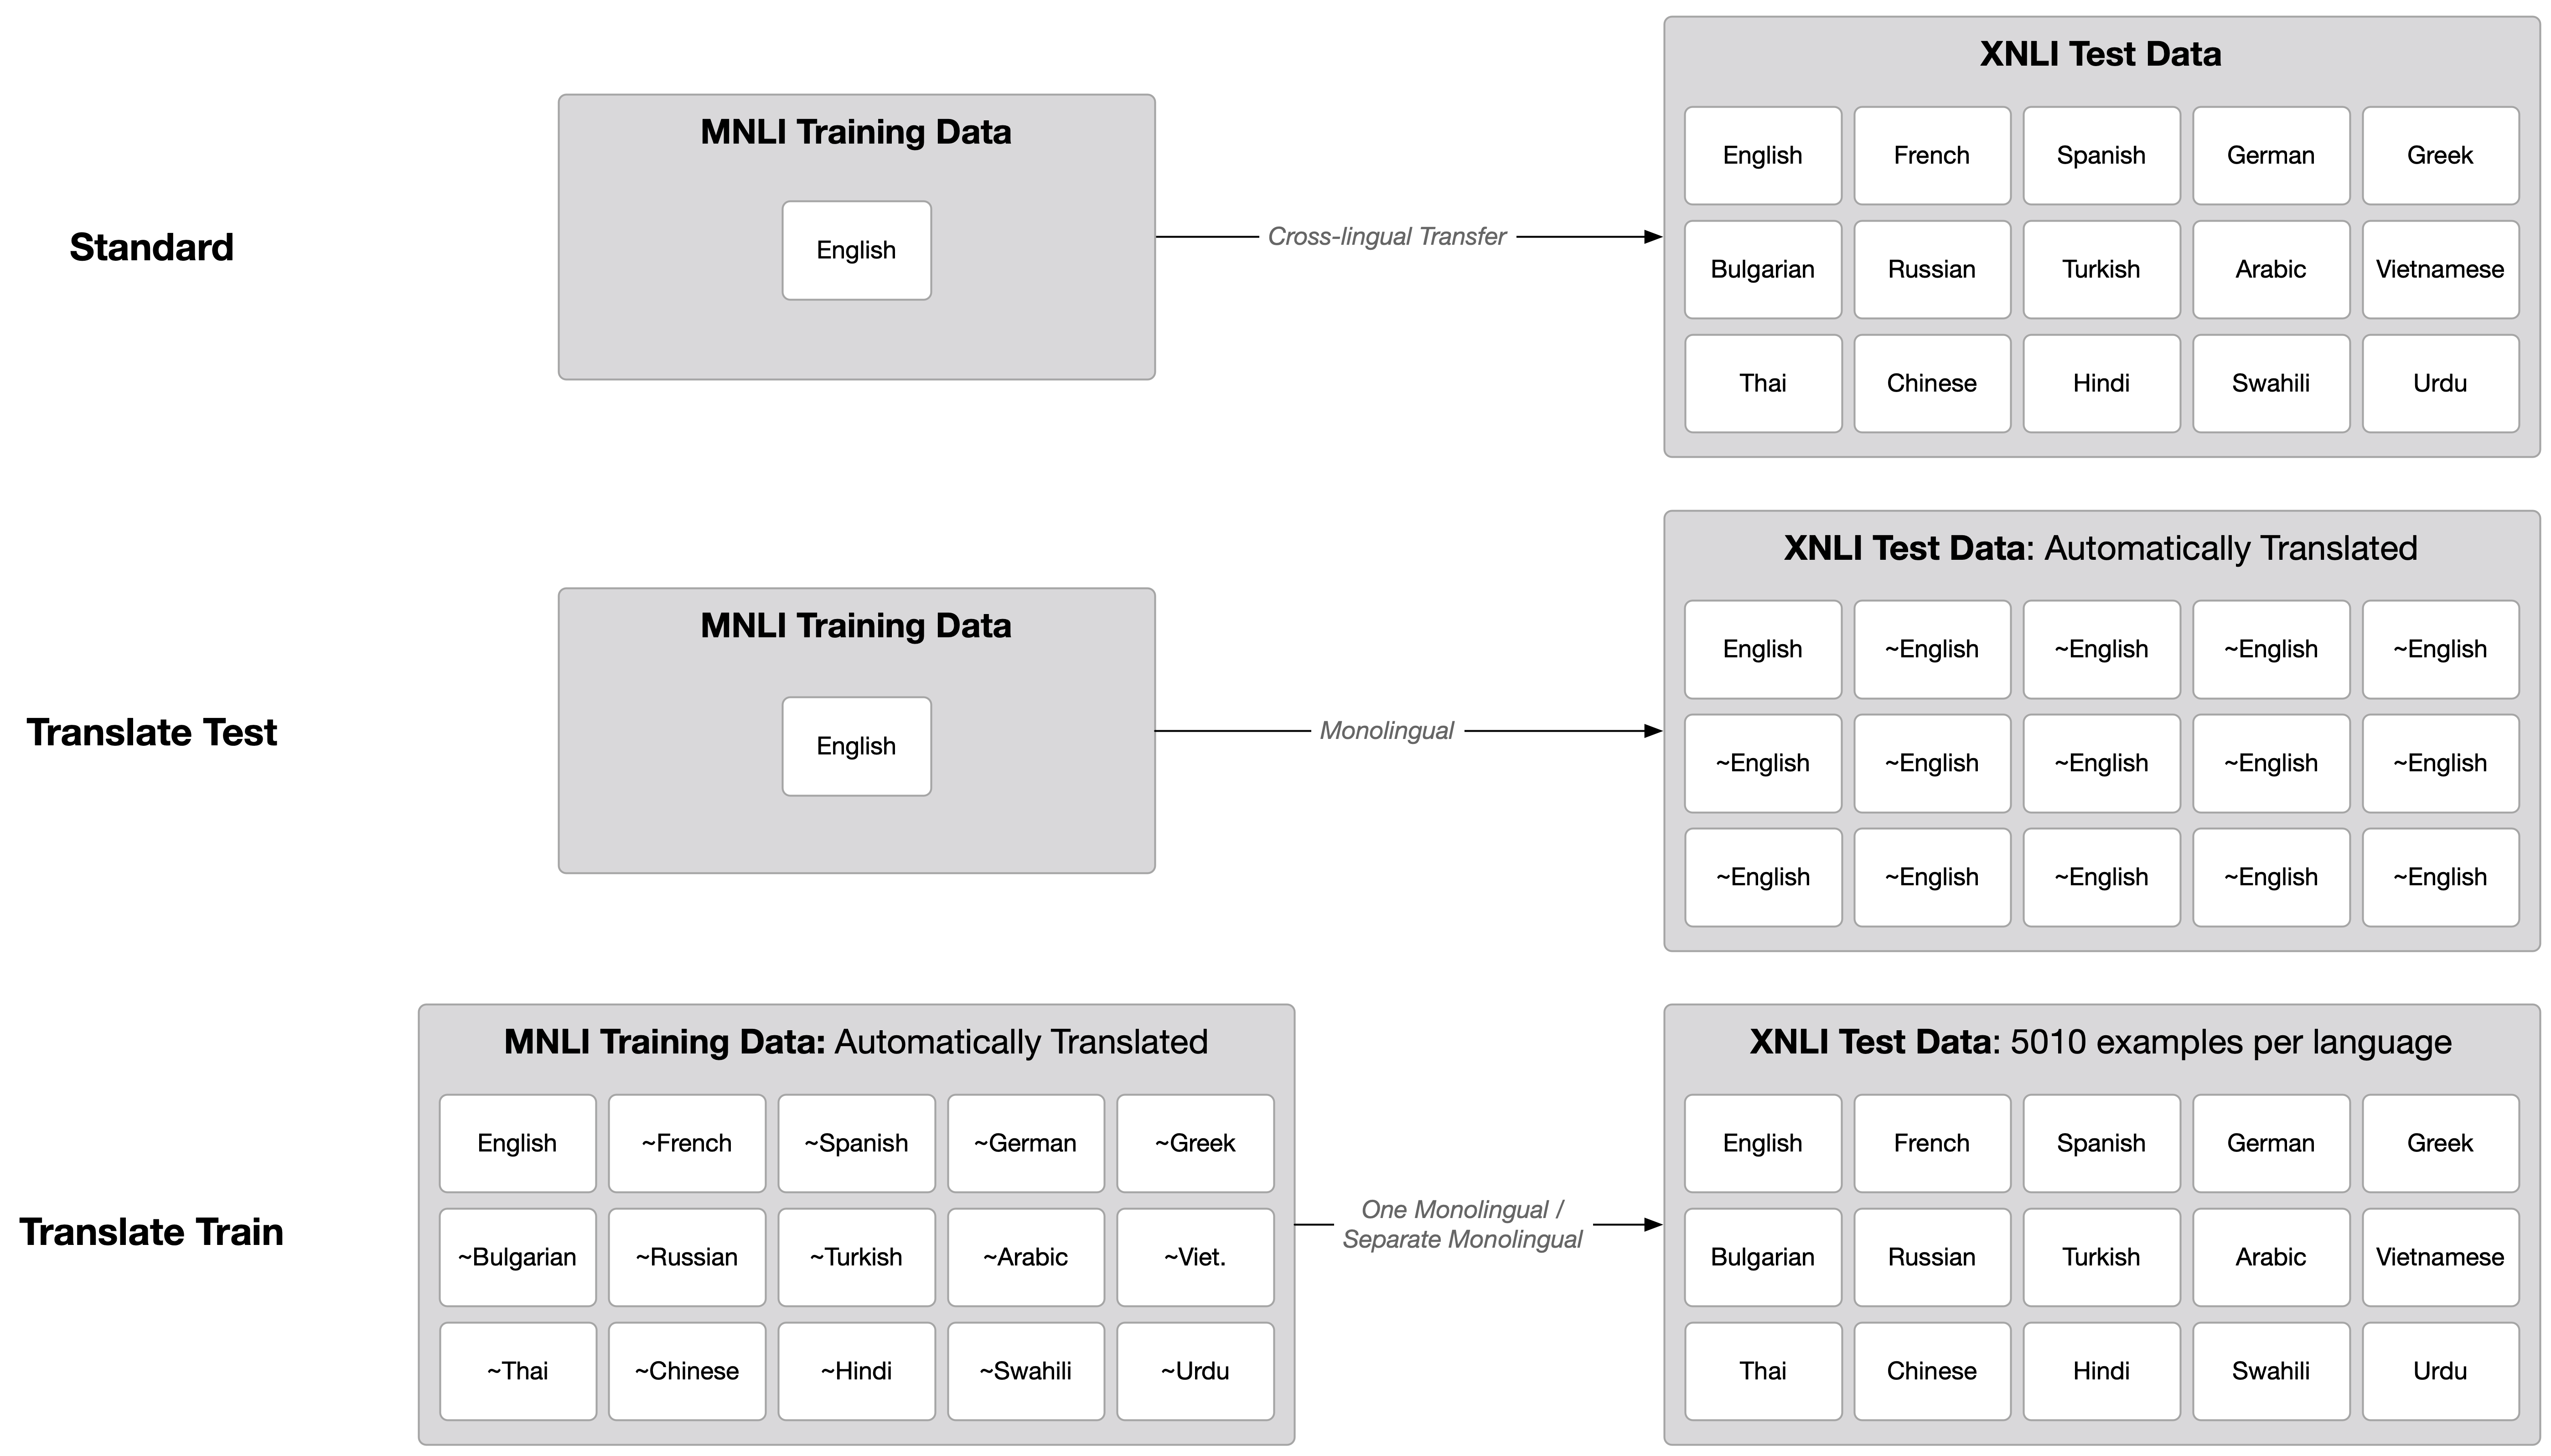 Standard
MNLI Training Data
English
Cross-lingual Transfer
XNLI Test Data
English French Spanish German Greek
Bulgarian Russian Turkish Arabic Vietnamese
Thai Chinese Hindi Swahili Urdu
Translate Test
MNLI Training Data
English
Monolingual
XNLI Test Data: Automatically Translated
English ~English ~English ~English ~English
~English ~English ~English ~English ~English
~English ~English ~English ~English ~English
Translate Train
MNLI Training Data: Automatically Translated
English ~French ~Spanish ~German ~Greek
~Bulgarian ~Russian ~Turkish ~Arabic ~Viet.
~Thai ~Chinese ~Hindi ~Swahili ~Urdu
One Monolingual /
Separate Monolingual
XNLI Test Data: 5010 examples per language
English French Spanish German Greek
Bulgarian Russian Turkish Arabic Vietnamese
Thai Chinese Hindi Swahili Urdu